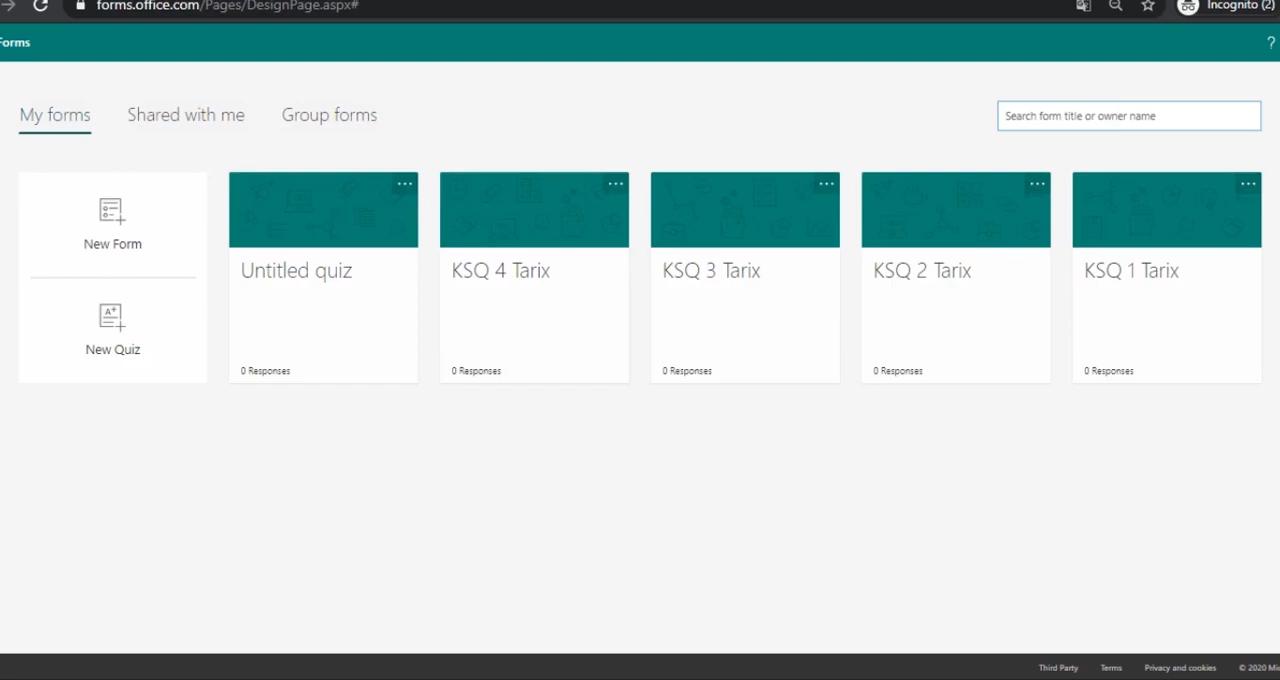 forms.office.com/Pages/DesignPage.aspx#
Incognito (2)
Forms
?
My forms
Shared with me
Group forms
Search form title or owner name
New Form
New Quiz
Untitled quiz
0 Responses
KSQ 4 Tarix
0 Responses
KSQ 3 Tarix
0 Responses
KSQ 2 Tarix
0 Responses
KSQ 1 Tarix
0 Responses
Third Party
Terms
Privacy and cookies
© 2020 Mi